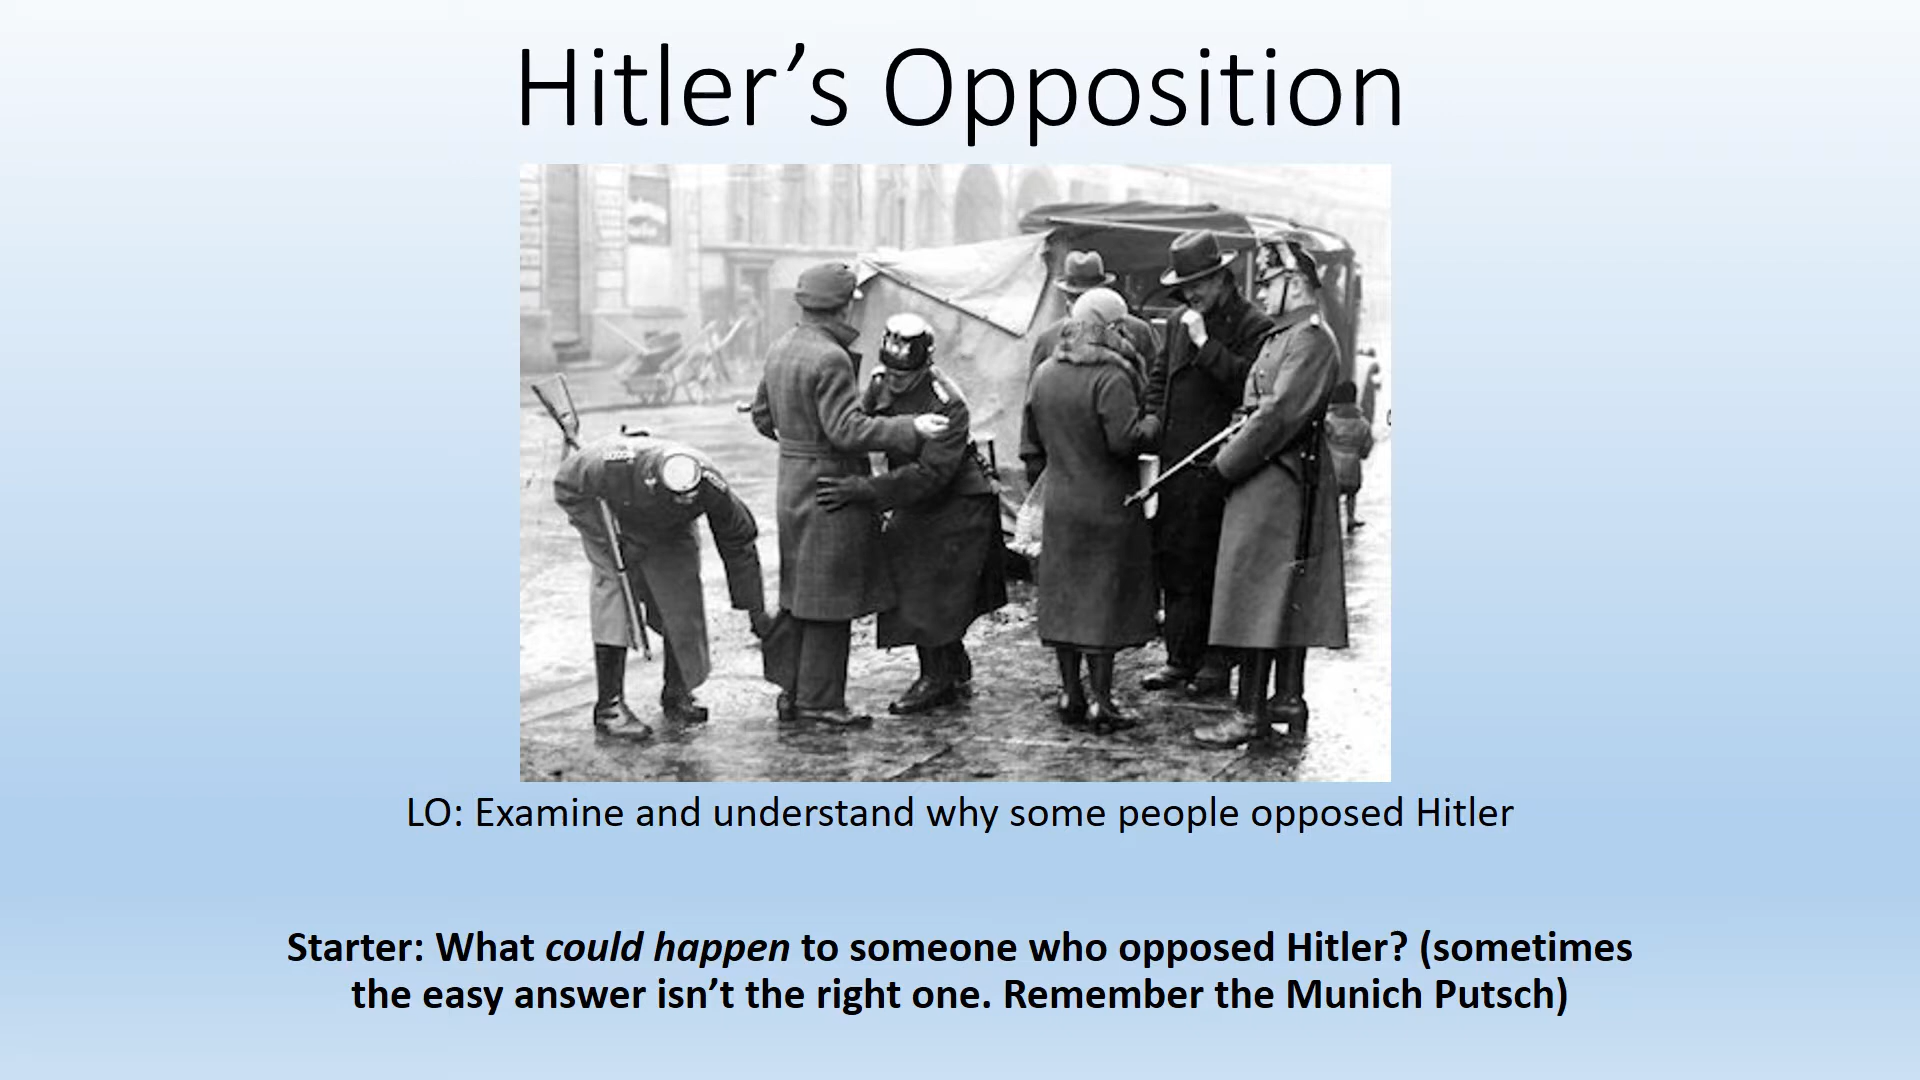 Hitler’s Opposition
LO: Examine and understand why some people opposed Hitler
Starter: What could happen to someone who opposed Hitler? (sometimes
the easy answer isn’t the right one. Remember the Munich Putsch)